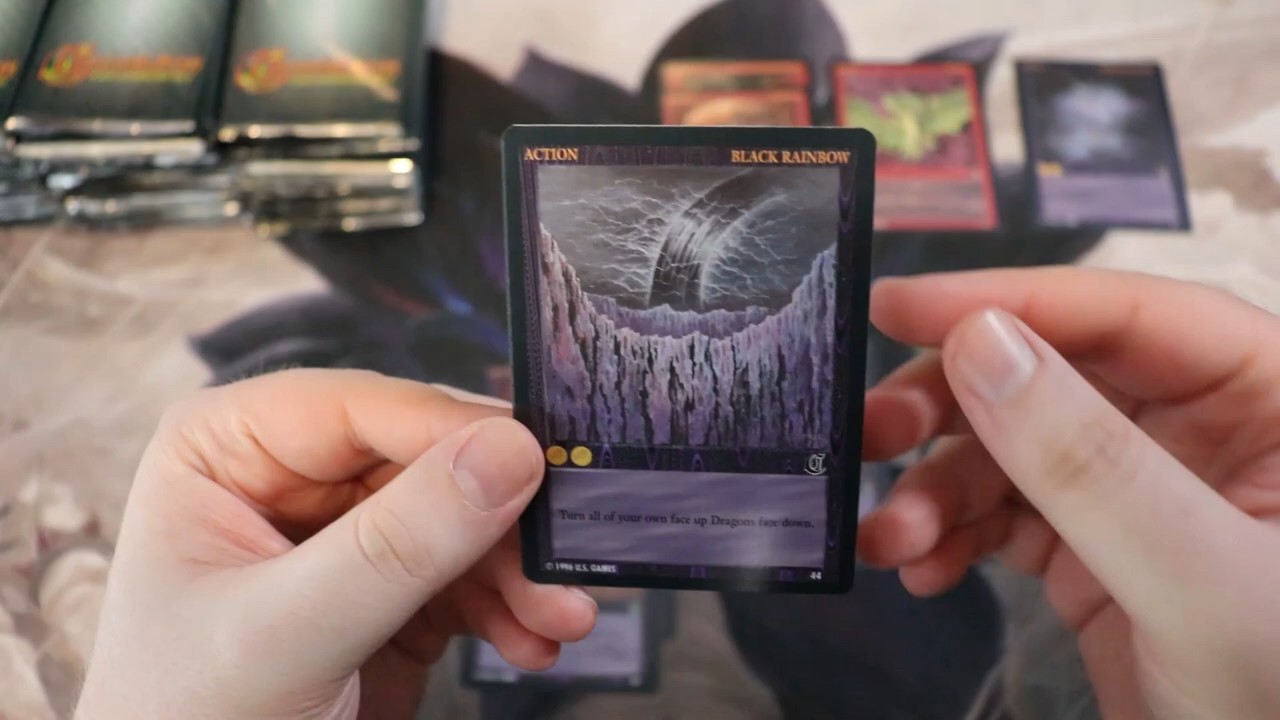 ACTION BLACK RAINBOW
Turn all of your own face up Dragons face down.
© 1996 U.S. GAMES 44